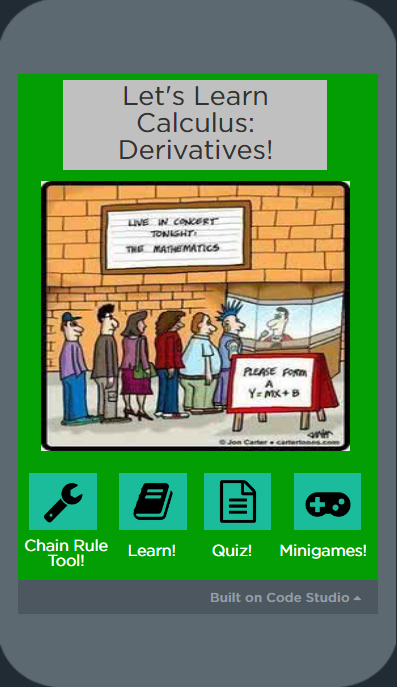 Let's Learn
Calculus:
Derivatives!
LIVE IN CONCERT
TONIGHT:
THE MATHEMATICS
PLEASE FORM
A
Y=MX+B
© Jon Carter • cartertoons.com
Chain Rule
Tool!
Learn!
Quiz!
Minigames!
Built on Code Studio